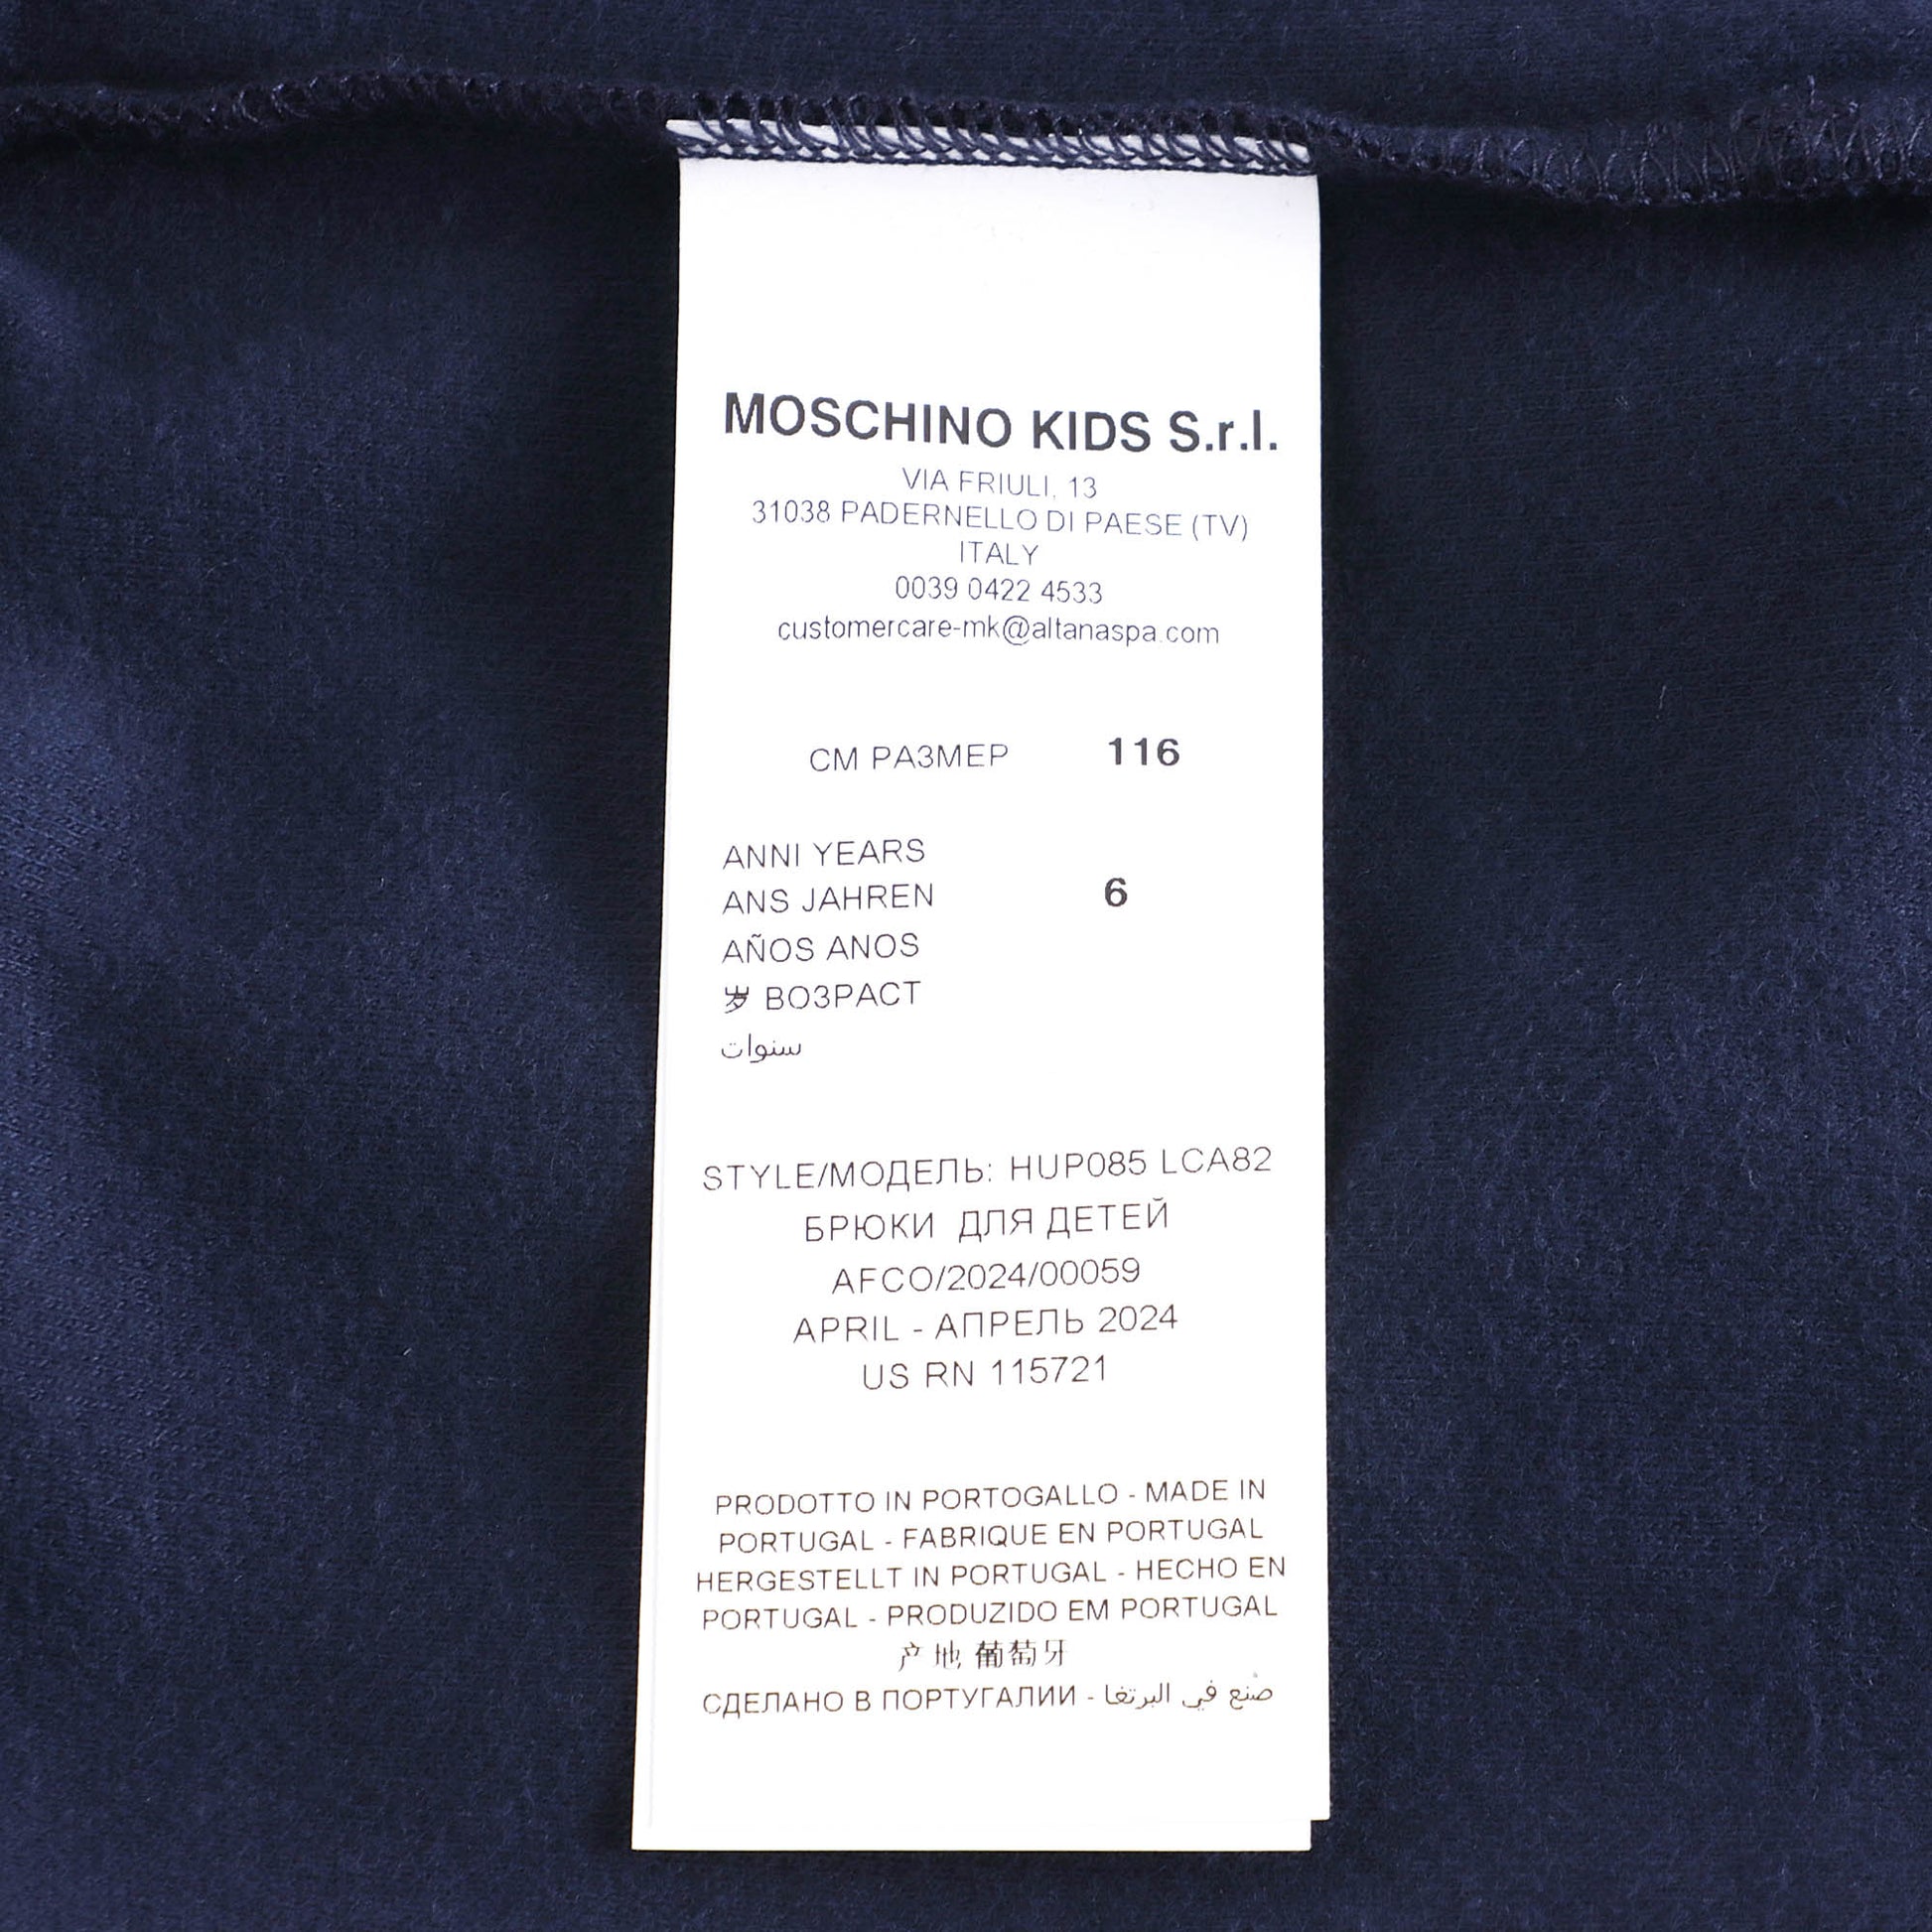 MOSCHINO KIDS S.r.l.
VIA FRIULI, 13
31038 PADERNELLO DI PAESE (TV)
ITALY
0039 0422 4533
customercare-mk@altanaspa.com
СМ РАЗМЕР 116
ANNI YEARS
ANS JAHREN 6
AÑOS ANOS
岁 ВОЗРАСТ
سنوات
STYLE/МОДЕЛЬ: HUP085 LCA82
БРЮКИ ДЛЯ ДЕТЕЙ
AFCO/2024/00059
APRIL - АПРЕЛЬ 2024
US RN 115721
PRODOTTO IN PORTOGALLO - MADE IN
PORTUGAL - FABRIQUE EN PORTUGAL
HERGESTELLT IN PORTUGAL - HECHO EN
PORTUGAL - PRODUZIDO EM PORTUGAL
产地 葡萄牙
СДЕЛАНО В ПОРТУГАЛИИ - صنع في البرتغا